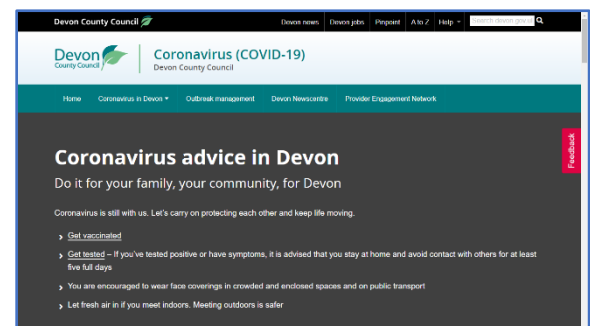 Devon County Council
Devon news Devon jobs Pinpoint A to Z Help Search devon.gov.uk
Devon
County Council
Coronavirus (COVID-19)
Devon County Council
Home Coronavirus in Devon Outbreak management Devon Newscentre Provider Engagement Network
Feedback
Coronavirus advice in Devon
Do it for your family, your community, for Devon
Coronavirus is still with us. Let's carry on protecting each other and keep life moving.
Get vaccinated
Get tested – If you've tested positive or have symptoms, it is advised that you stay at home and avoid contact with others for at least
five full days
You are encouraged to wear face coverings in crowded and enclosed spaces and on public transport
Let fresh air in if you meet indoors. Meeting outdoors is safer